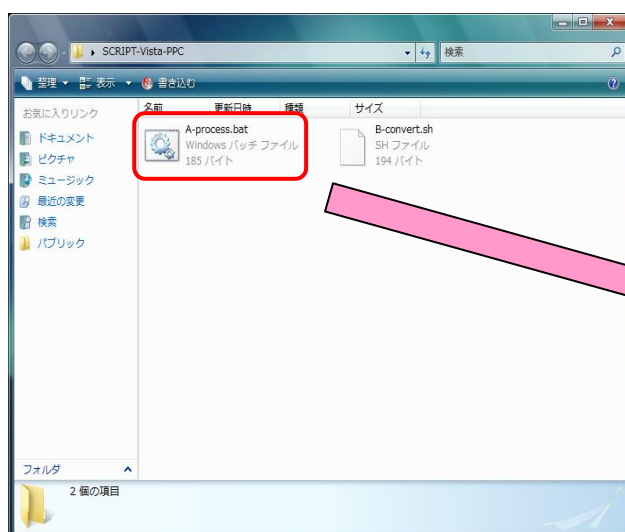 SCRIPT-Vista-PPC
検索
整理 表示 書き込む
お気に入りリンク
ドキュメント
ピクチャ
ミュージック
最近の変更
検索
パブリック
フォルダ
名前 更新日時 種類 サイズ
A-process.bat
Windows バッチ ファイル
185 バイト
B-convert.sh
SH ファイル
194 バイト
2 個の項目